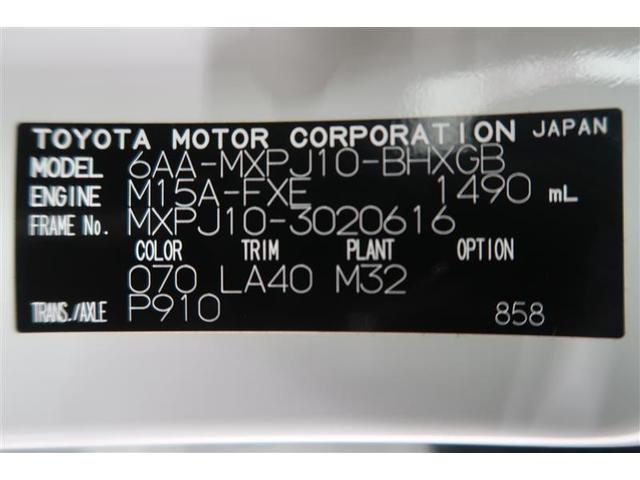 TOYOTA MOTOR CORPORATION JAPAN
MODEL 6AA-MXPJ10-BHXGB
ENGINE M15A-FXE 1490 mL
FRAME No. MXPJ10-3020616
COLOR TRIM PLANT OPTION
070 LA40 M32
TRANS./AXLE P910 858